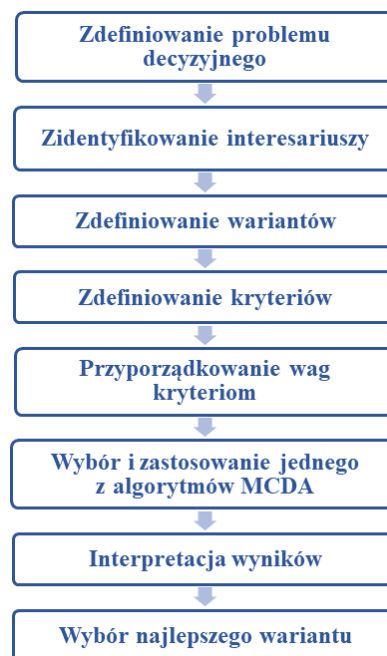 Zdefiniowanie problemu
decyzyjnego
Zidentyfikowanie interesariuszy
Zdefiniowanie wariantów
Zdefiniowanie kryteriów
Przyporządkowanie wag
kryteriom
Wybór i zastosowanie jednego
z algorytmów MCDA
Interpretacja wyników
Wybór najlepszego wariantu